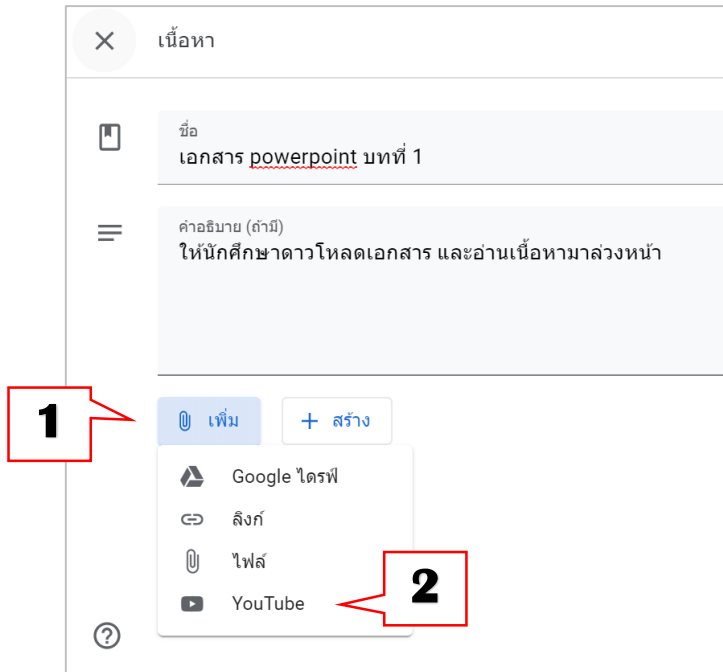 เนื้อหา
ชื่อ
เอกสาร powerpoint บทที่ 1
คำอธิบาย (ถ้ามี)
ให้นักศึกษาดาวโหลดเอกสาร และอ่านเนื้อหามาล่วงหน้า
1
เพิ่ม
+ สร้าง
Google ไดรฟ์
ลิงก์
ไฟล์
YouTube
2